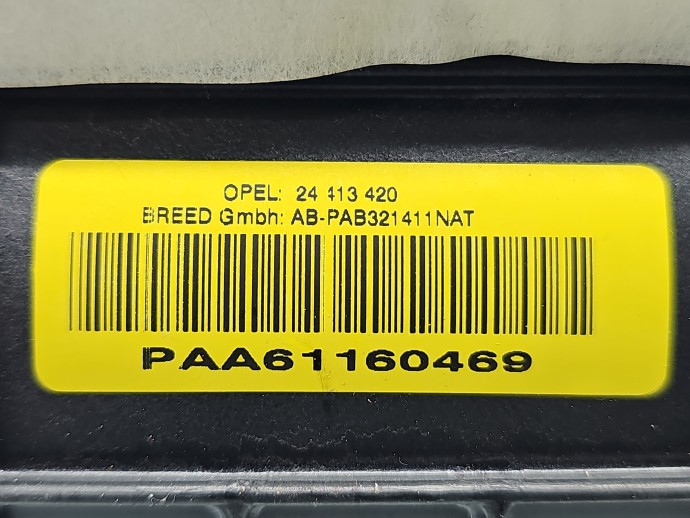 OPEL: 24 413 420
BREED Gmbh: AB-PAB321411NAT
PAA61160469